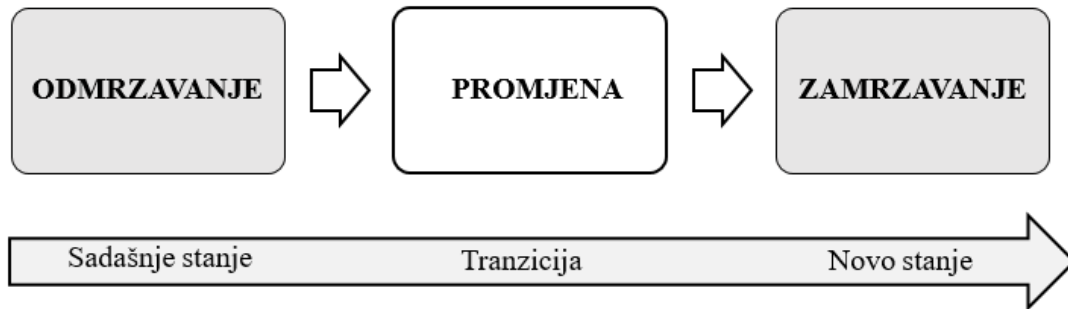 ODMRZAVANJE
PROMJENA
ZAMRZAVANJE
Sadašnje stanje
Tranzicija
Novo stanje